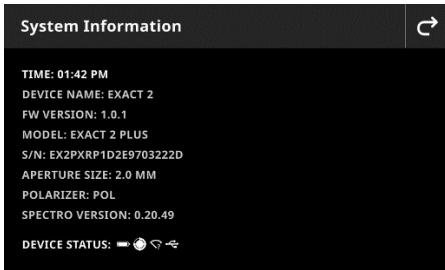 System Information
TIME: 01:42 PM
DEVICE NAME: EXACT 2
FW VERSION: 1.0.1
MODEL: EXACT 2 PLUS
S/N: EX2PXRP1D2E9703222D
APERTURE SIZE: 2.0 MM
POLARIZER: POL
SPECTRO VERSION: 0.20.49
DEVICE STATUS: